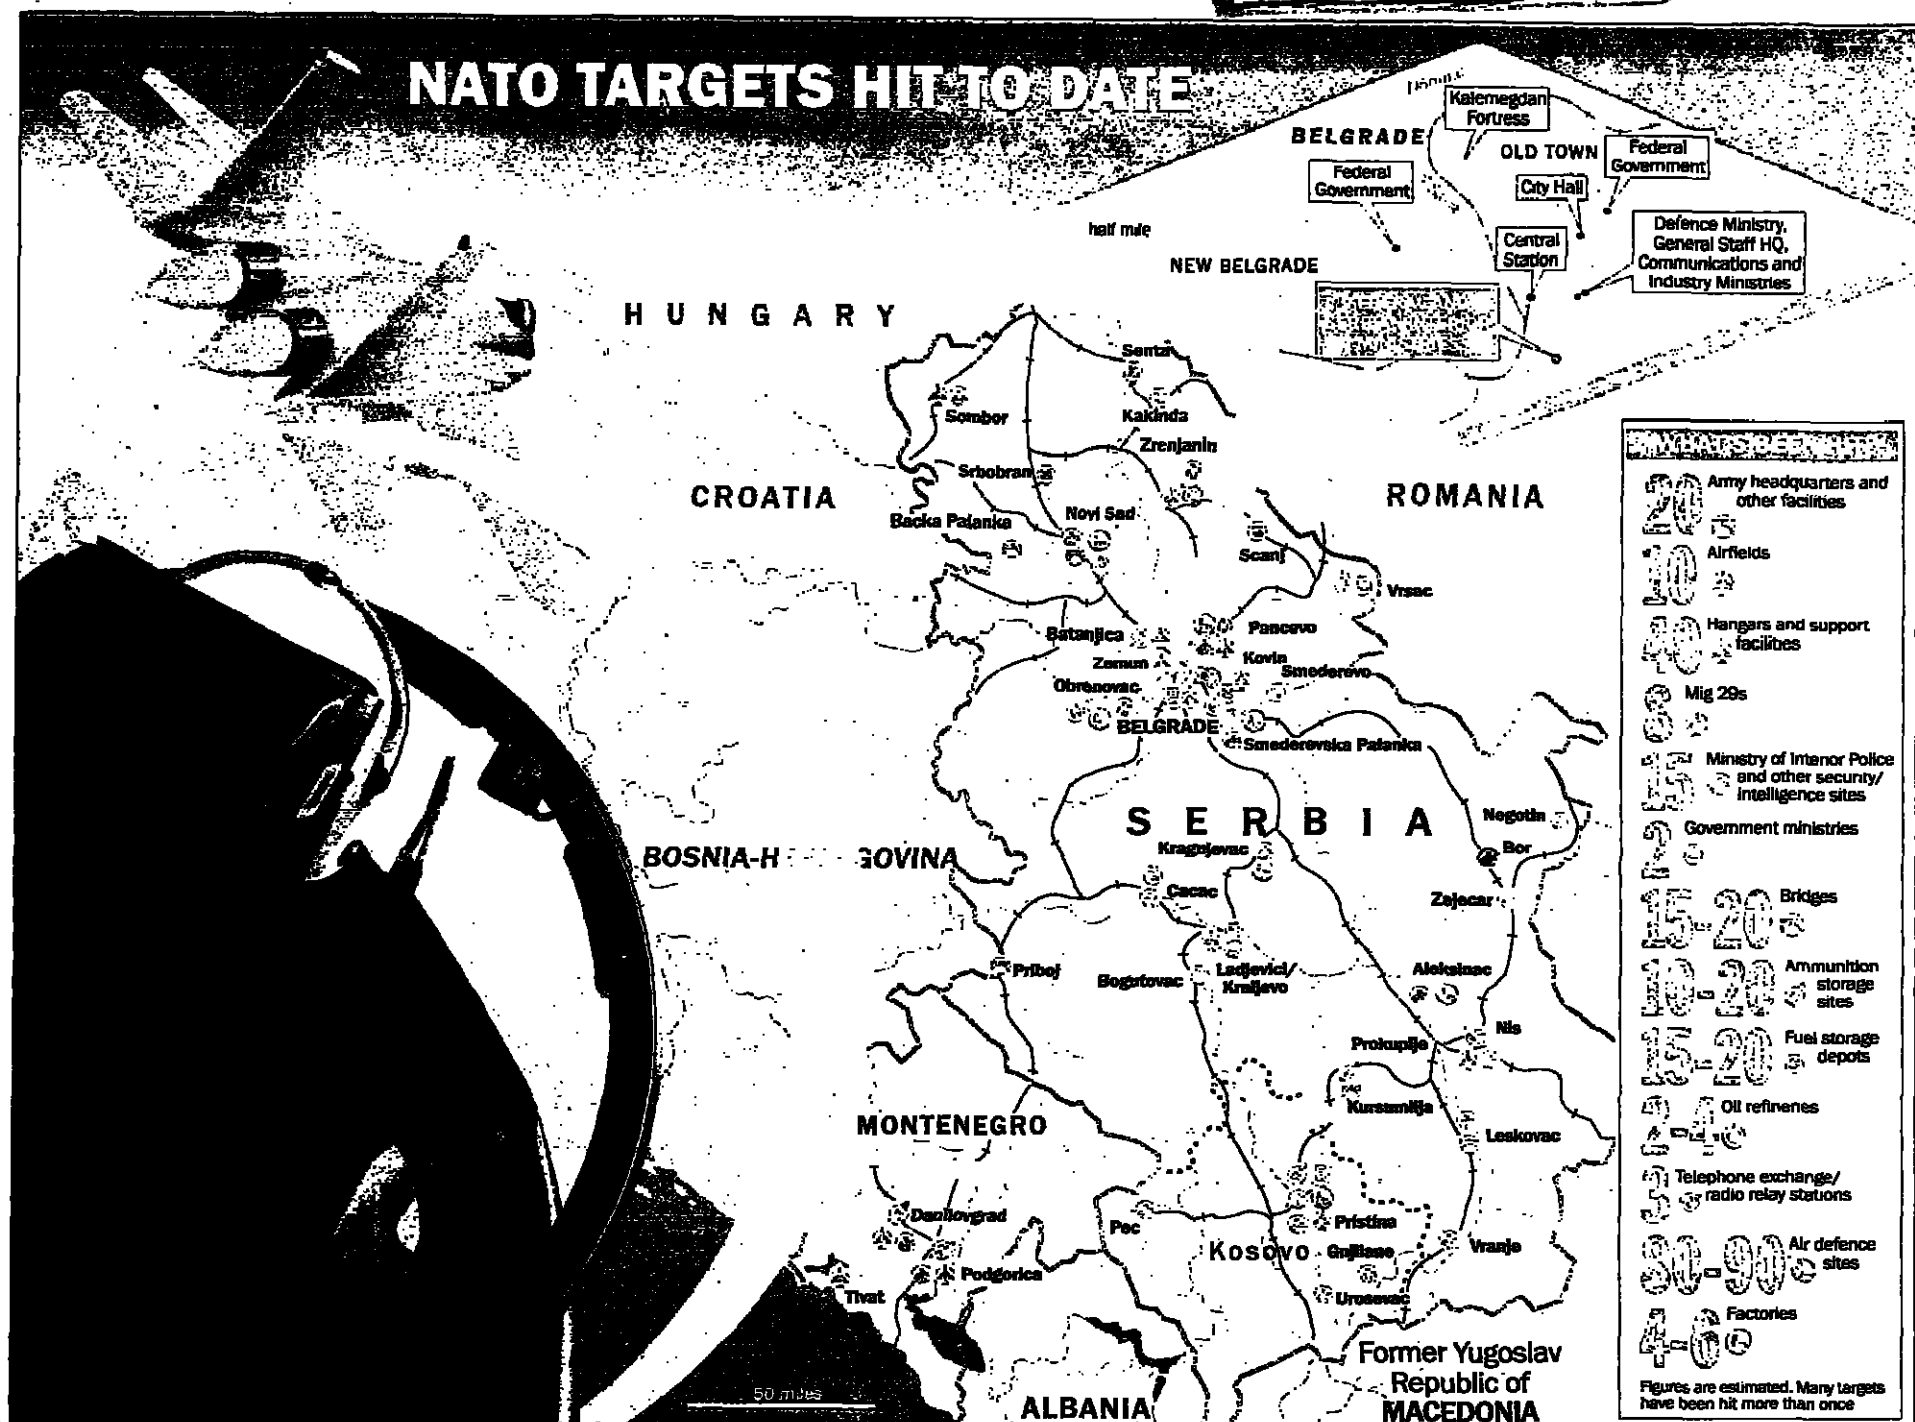 NATO TARGETS HIT TO DATE
Kalemegdan
Fortress
BELGRADE
OLD TOWN
Federal
Government
Federal
Government
City Hall
half mile
Central
Station
Defence Ministry,
General Staff HQ,
Communications and
Industry Ministries
NEW BELGRADE
HUNGARY
Senta
Sombor
Kakinda
Zrenjanin
Srbobran
CROATIA
ROMANIA
Backa Palanka
Novi Sad
Scanj
Vrsac
Batanjica
Pancevo
Zemun
Kovin
Smederevo
Obrenovac
BELGRADE
Smederevska Palanka
SERBIA
Negotin
Kragujevac
Bor
BOSNIA-H GOVINA
Cacac
Zajecar
Priboj
Bogutovac
Ladjevici/
Kraljevo
Aleksinac
Nis
Prokuplje
Kursumlija
MONTENEGRO
Leskovac
Danilovgrad
Pec
Pristina
Kosovo
Gnjilane
Vranje
Podgorica
Tivat
Urosevac
50 miles
ALBANIA
Former Yugoslav
Republic of
MACEDONIA
20 Army headquarters and
other facilities
10 Airfields
40 Hangars and support
facilities
Mig 29s
15 Ministry of Interior Police
and other security/
intelligence sites
2 Government ministries
15-20 Bridges
10-20 Ammunition
storage
sites
15-20 Fuel storage
depots
2-4 Oil refineries
Telephone exchange/
radio relay stations
80-90 Air defence
sites
4-6 Factories
Figures are estimated. Many targets
have been hit more than once